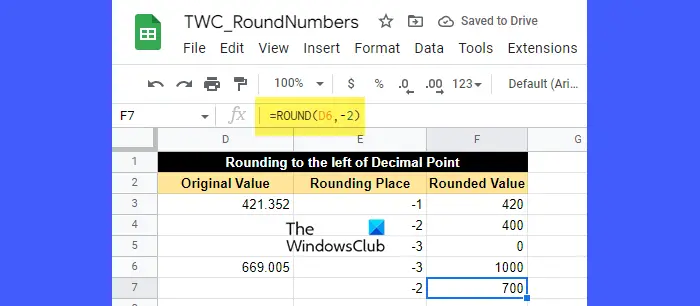 TWC_RoundNumbers Saved to Drive
File Edit View Insert Format Data Tools Extensions
100% $ % .0 .00 123 Default (Ari...
F7 fx =ROUND(D6,-2)
D E F G
1 Rounding to the left of Decimal Point
2 Original Value Rounding Place Rounded Value
3 421.352 -1 420
4 -2 400
5 -3 0
6 669.005 -3 1000
7 -2 700
The
WindowsClub